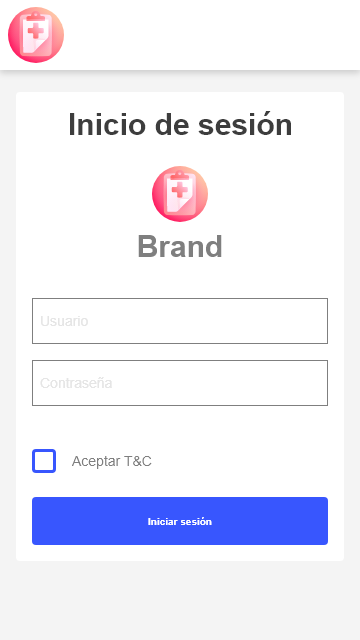 Inicio de sesión
Brand
Usuario
Contraseña
Aceptar T&C
Iniciar sesión